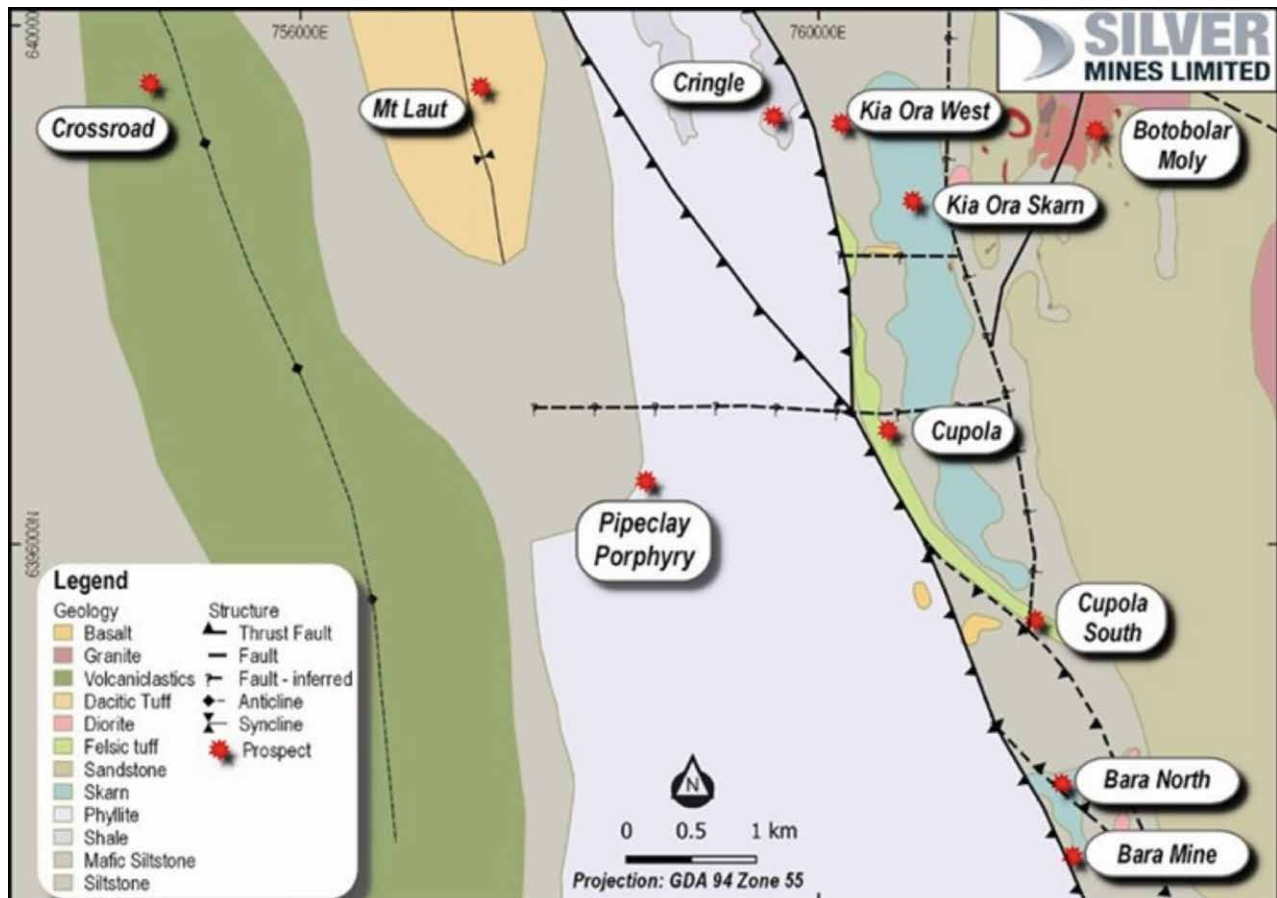 756000E
760000E
640000
SILVER
MINES LIMITED
Crossroad
Mt Laut
Cringle
Kia Ora West
Botobolar
Moly
Kia Ora Skarn
Cupola
Pipeclay
Porphyry
6396000N
Cupola
South
Bara North
Bara Mine
Legend
Geology
Basalt
Granite
Volcaniclastics
Dacitic Tuff
Diorite
Felsic tuff
Sandstone
Skarn
Phyllite
Shale
Mafic Siltstone
Siltstone
Structure
Thrust Fault
Fault
Fault - inferred
Anticline
Syncline
Prospect
N
0 0.5 1 km
Projection: GDA 94 Zone 55